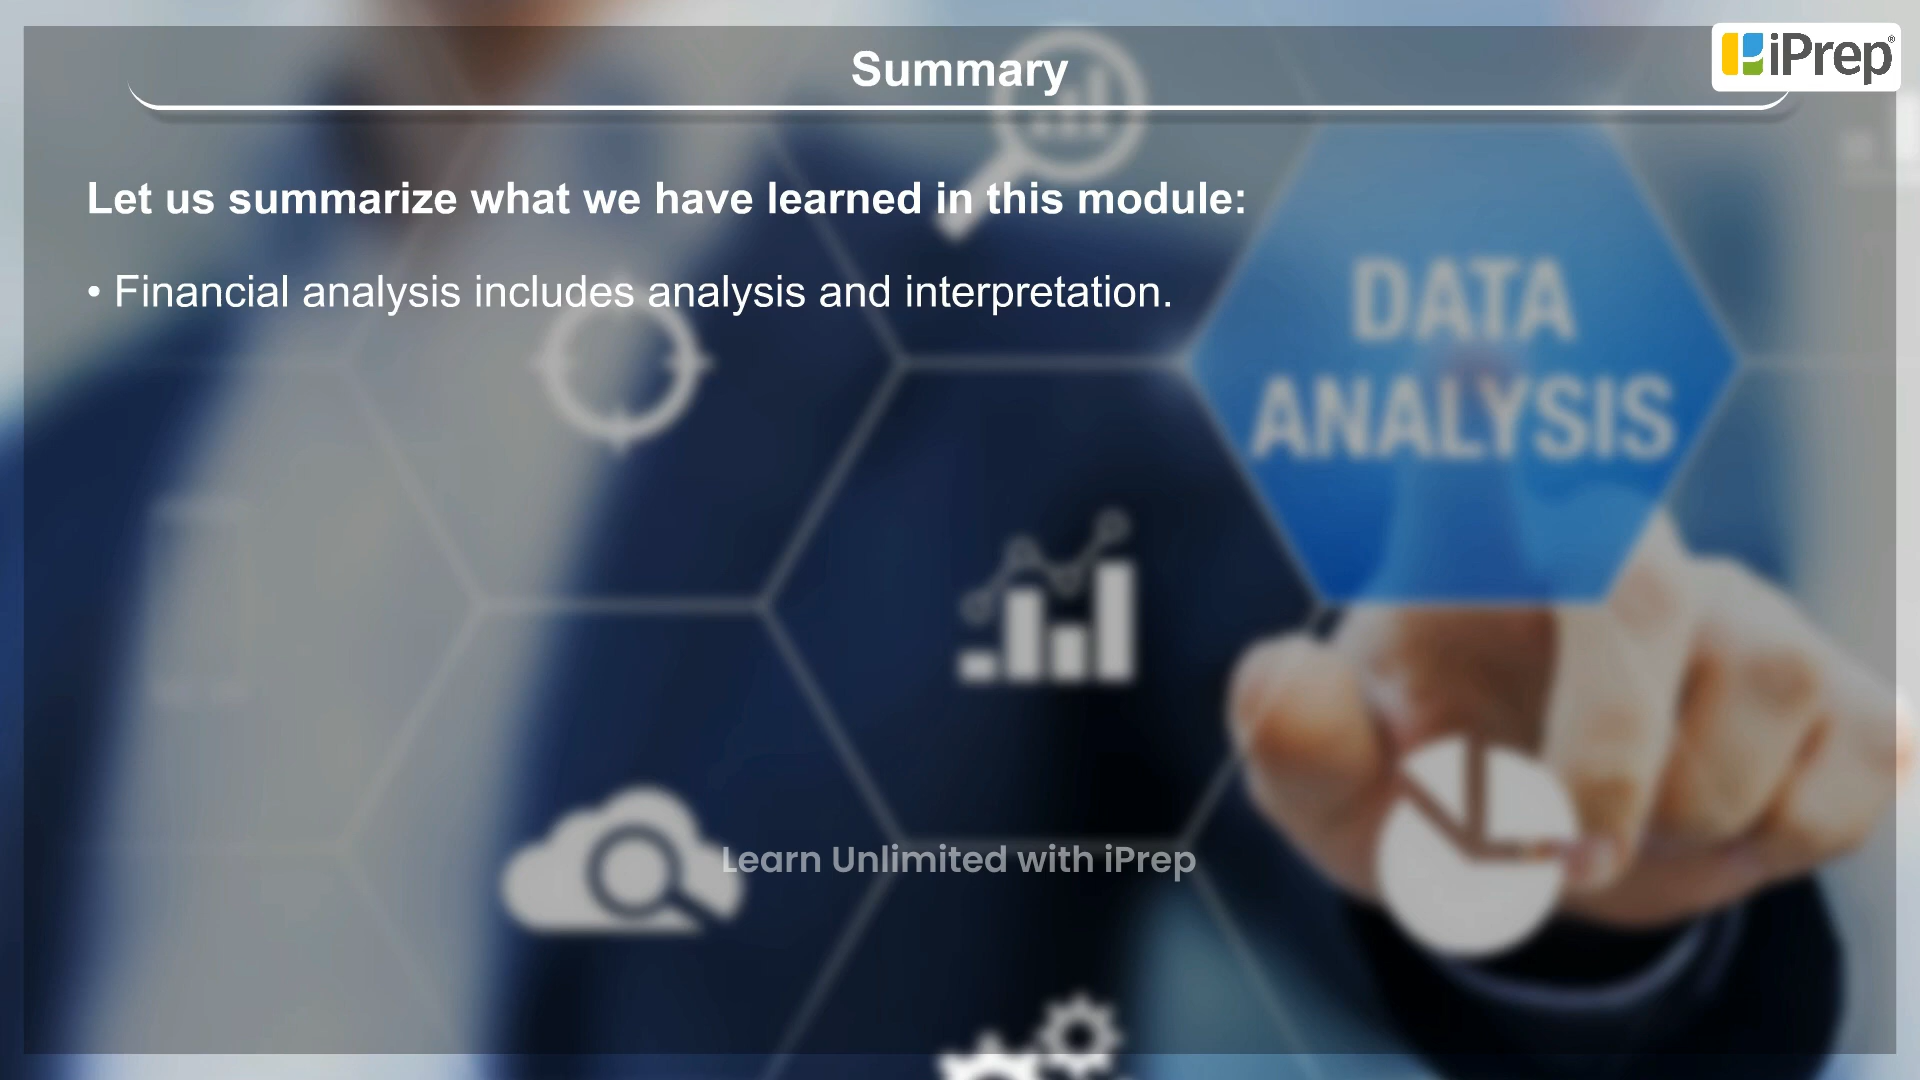 Summary
iPrep®
Let us summarize what we have learned in this module:
• Financial analysis includes analysis and interpretation.
DATA
ANALYSIS
Learn Unlimited with iPrep